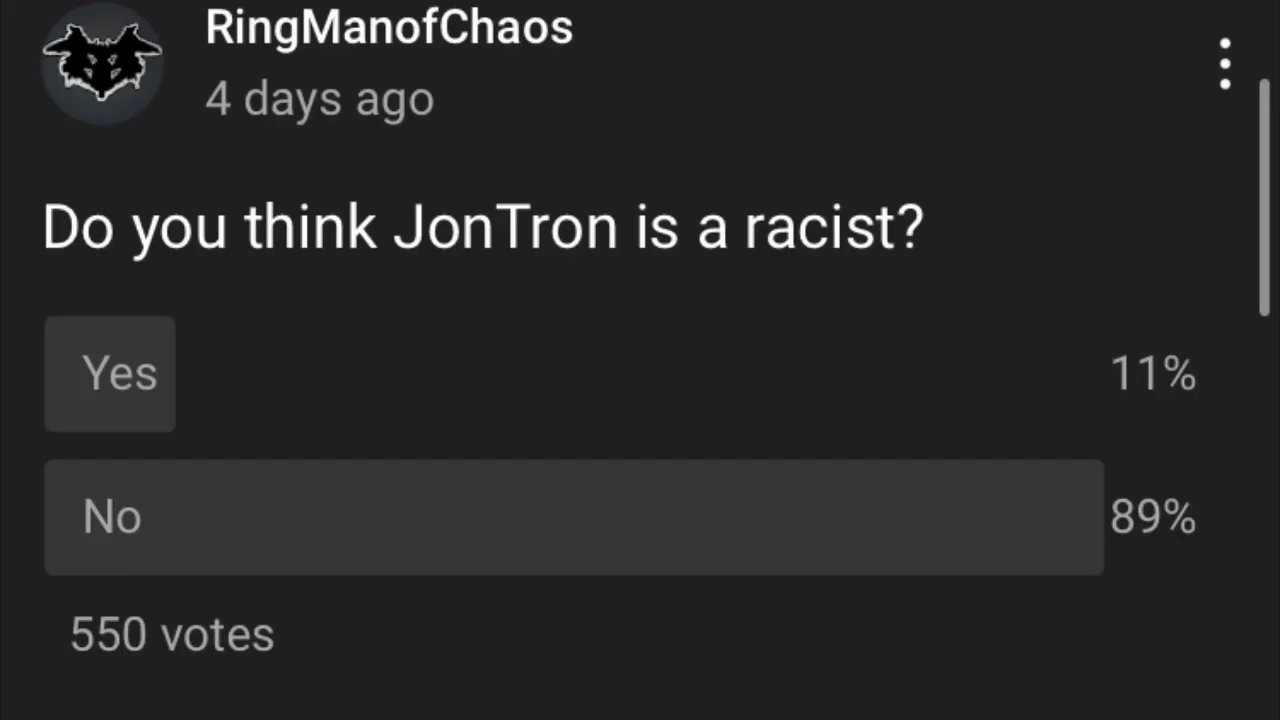 RingManofChaos
4 days ago
Do you think JonTron is a racist?
Yes 11%
No 89%
550 votes